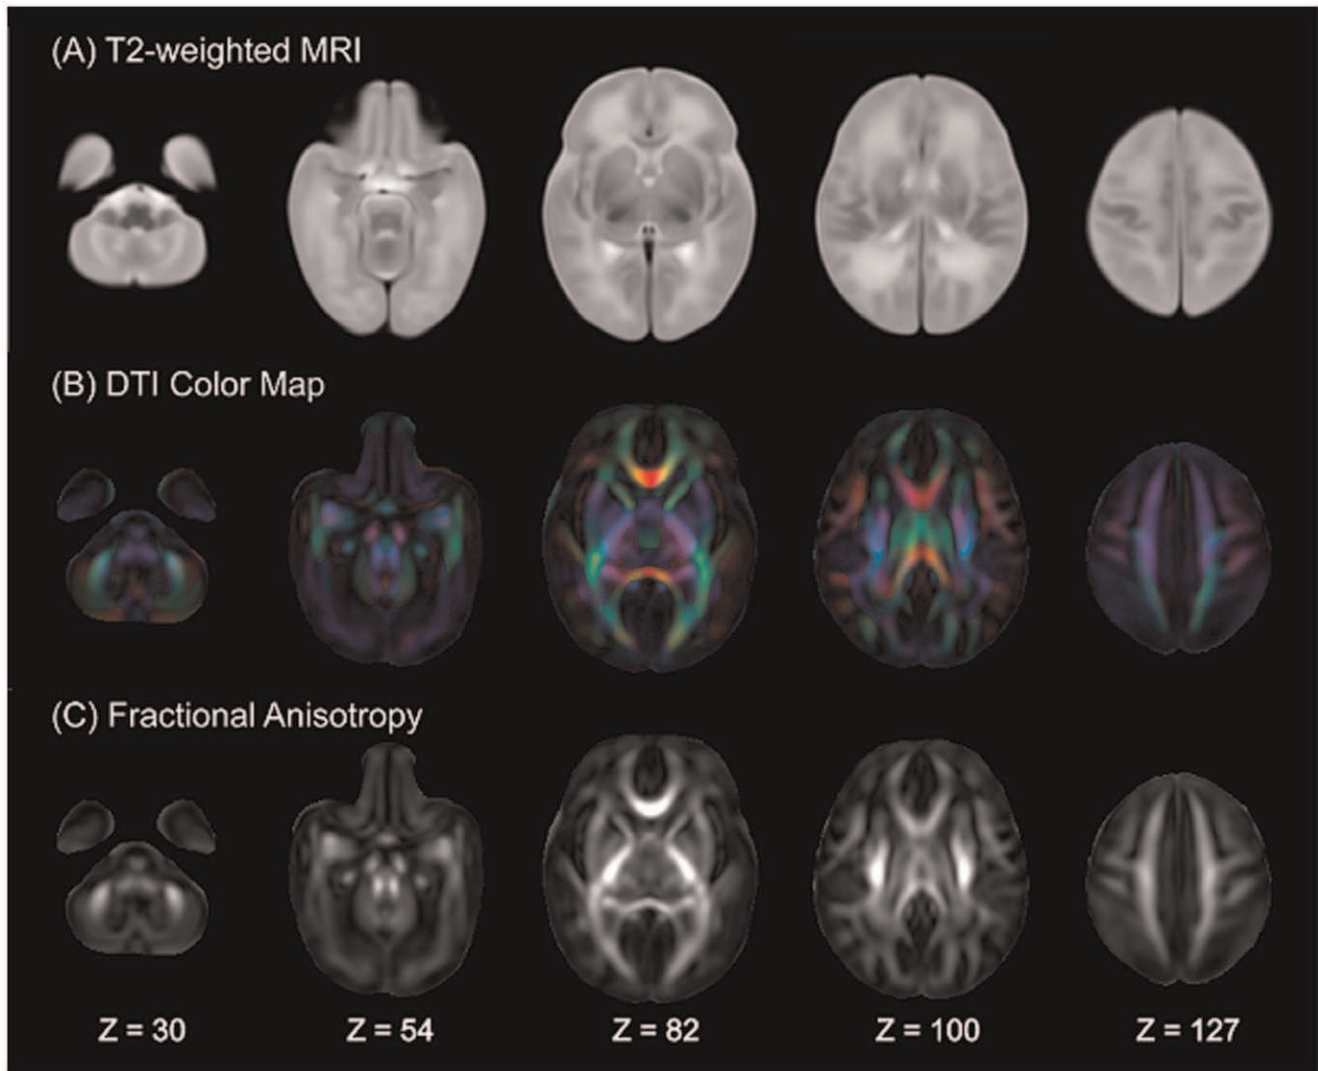 (A) T2-weighted MRI
(B) DTI Color Map
(C) Fractional Anisotropy
Z = 30 Z = 54 Z = 82 Z = 100 Z = 127